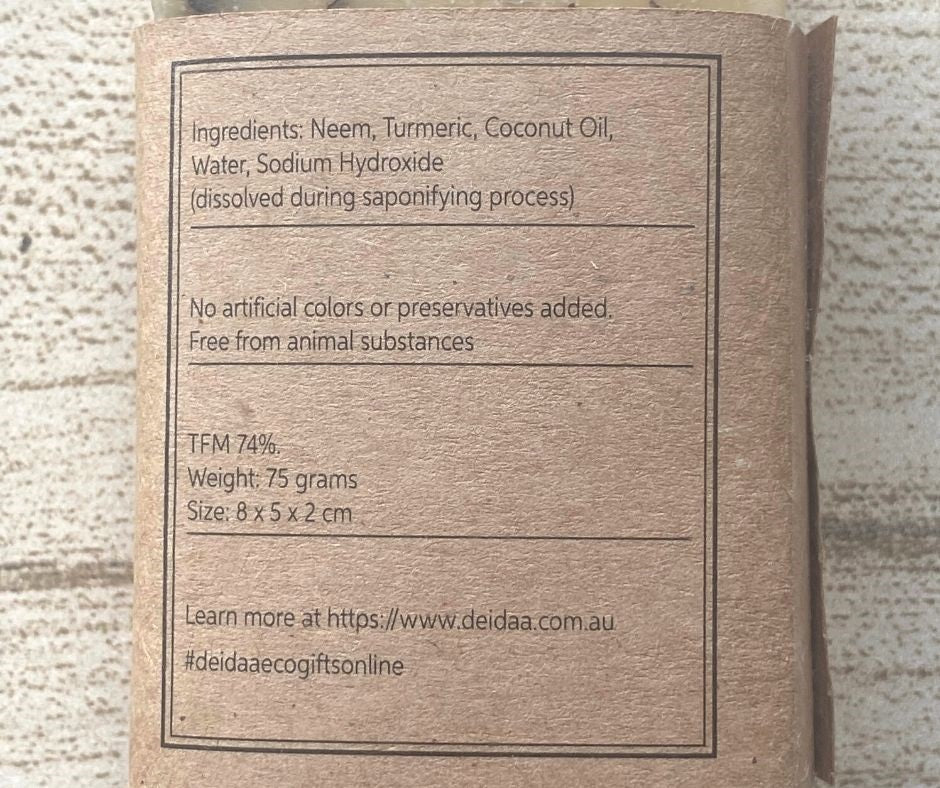 Ingredients: Neem, Turmeric, Coconut Oil,
Water, Sodium Hydroxide
(dissolved during saponifying process)
No artificial colors or preservatives added.
Free from animal substances
TFM 74%.
Weight: 75 grams
Size: 8 x 5 x 2 cm
Learn more at https://www.deidaa.com.au
#deidaaecogiftsonline